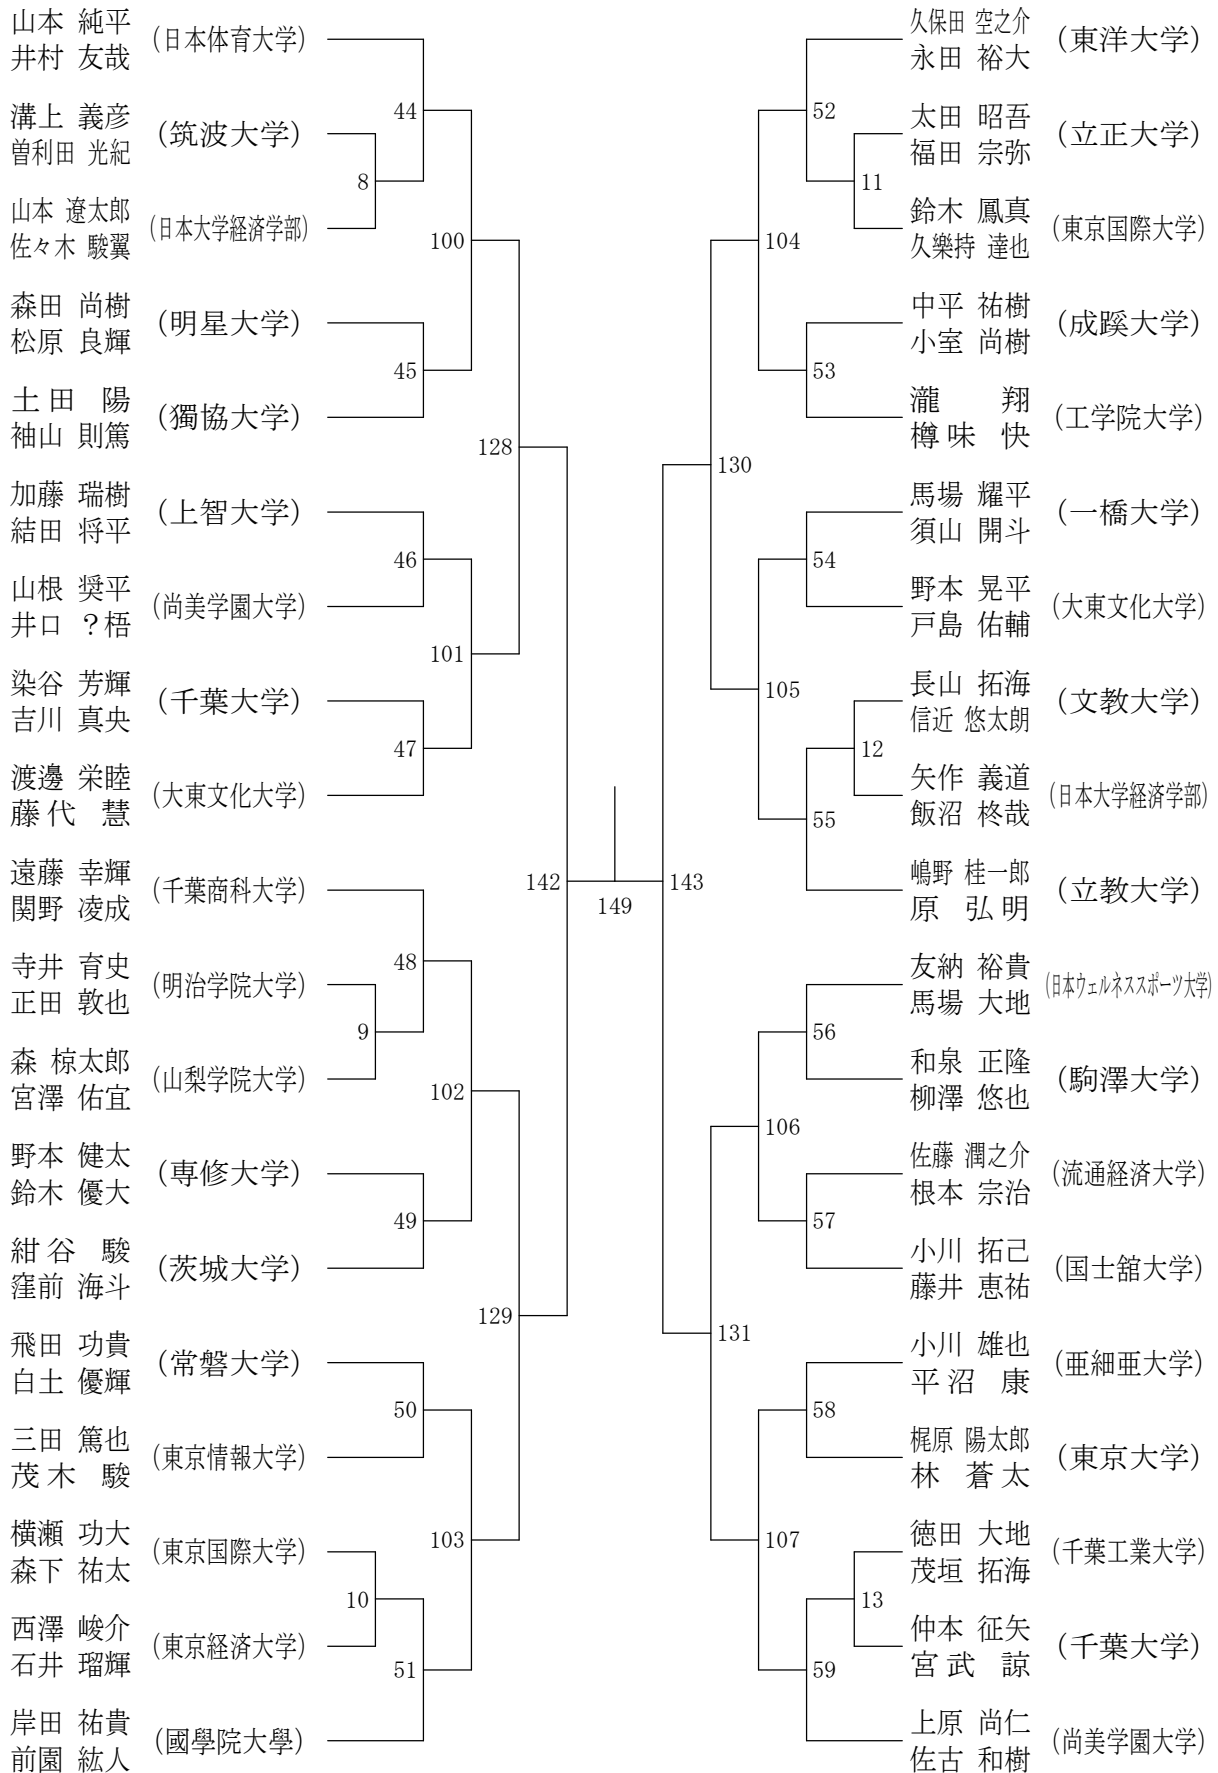 山本 純平
井村 友哉
(日本体育大学)
溝上 義彦
曽利田 光紀
(筑波大学)
山本 遼太郎
佐々木 駿翼
(日本大学経済学部)
森田 尚樹
松原 良輝
(明星大学)
土田 陽
袖山 則篤
(獨協大学)
加藤 瑞樹
結田 将平
(上智大学)
山根 奨平
井口 ?梧
(尚美学園大学)
染谷 芳輝
吉川 真央
(千葉大学)
渡邊 栄睦
藤代 慧
(大東文化大学)
遠藤 幸輝
関野 凌成
(千葉商科大学)
寺井 育史
正田 敦也
(明治学院大学)
森 椋太郎
宮澤 佑宜
(山梨学院大学)
野本 健太
鈴木 優大
(専修大学)
紺谷 駿
窪前 海斗
(茨城大学)
飛田 功貴
白土 優輝
(常磐大学)
三田 篤也
茂木 駿
(東京情報大学)
横瀬 功大
森下 祐太
(東京国際大学)
西澤 峻介
石井 瑠輝
(東京経済大学)
岸田 祐貴
前園 紘人
(國學院大學)
44
8
100
45
128
46
101
47
142
48
9
102
49
129
50
103
10
51
149
143
52
11
104
53
130
54
105
12
55
56
106
57
131
58
107
13
59
久保田 空之介
永田 裕大
(東洋大学)
太田 昭吾
福田 宗弥
(立正大学)
鈴木 鳳真
久樂持 達也
(東京国際大学)
中平 祐樹
小室 尚樹
(成蹊大学)
瀧 翔
樽味 快
(工学院大学)
馬場 耀平
須山 開斗
(一橋大学)
野本 晃平
戸島 佑輔
(大東文化大学)
長山 拓海
信近 悠太朗
(文教大学)
矢作 義道
飯沼 柊哉
(日本大学経済学部)
嶋野 桂一郎
原 弘明
(立教大学)
友納 裕貴
馬場 大地
(日本ウェルネススポーツ大学)
和泉 正隆
柳澤 悠也
(駒澤大学)
佐藤 潤之介
根本 宗治
(流通経済大学)
小川 拓己
藤井 恵祐
(国士舘大学)
小川 雄也
平沼 康
(亜細亜大学)
梶原 陽太郎
林 蒼太
(東京大学)
徳田 大地
茂垣 拓海
(千葉工業大学)
仲本 征矢
宮武 諒
(千葉大学)
上原 尚仁
佐古 和樹
(尚美学園大学)